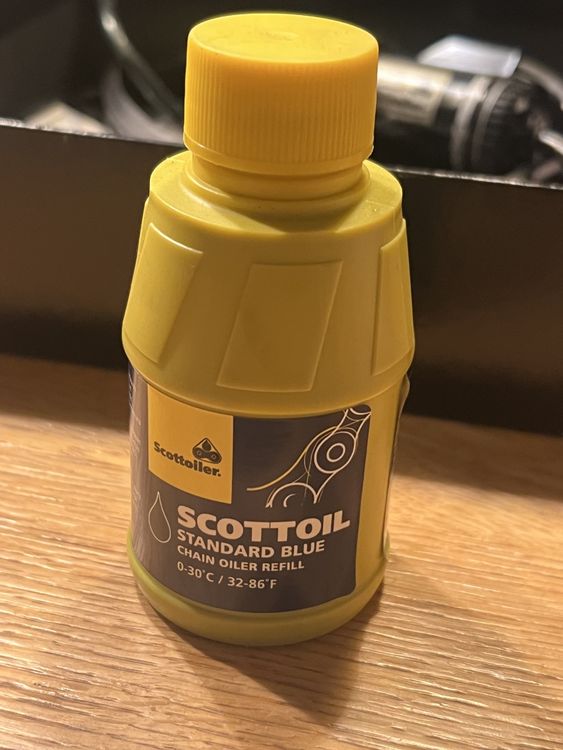 Scottoiler.
SCOTTOIL
STANDARD BLUE
CHAIN OILER REFILL
0-30°C / 32-86°F